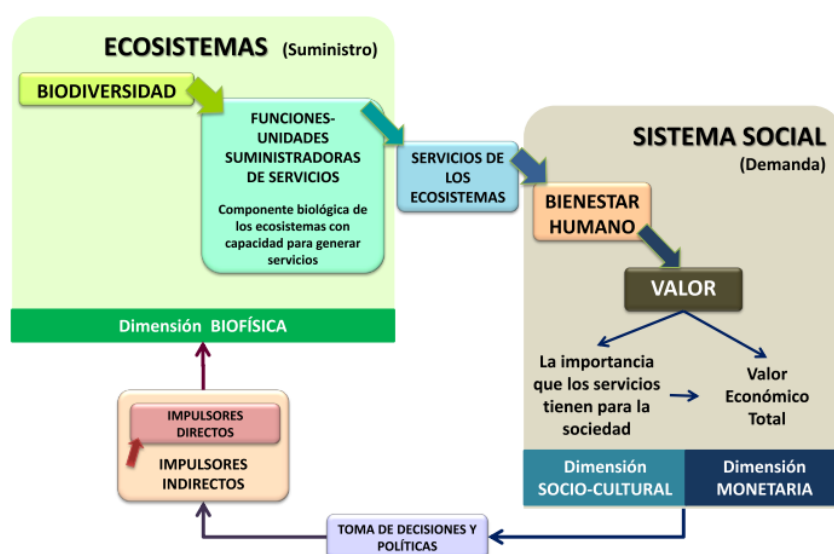 ECOSISTEMAS (Suministro)
BIODIVERSIDAD
FUNCIONES-
UNIDADES
SUMINISTRADORAS
DE SERVICIOS
Componente biológica de
los ecosistemas con
capacidad para generar
servicios
Dimensión BIOFÍSICA
SERVICIOS DE
LOS
ECOSISTEMAS
SISTEMA SOCIAL
(Demanda)
BIENESTAR
HUMANO
VALOR
La importancia
que los servicios
tienen para la
sociedad
Valor
Económico
Total
Dimensión
SOCIO-CULTURAL
Dimensión
MONETARIA
IMPULSORES
DIRECTOS
IMPULSORES
INDIRECTOS
TOMA DE DECISIONES Y
POLÍTICAS